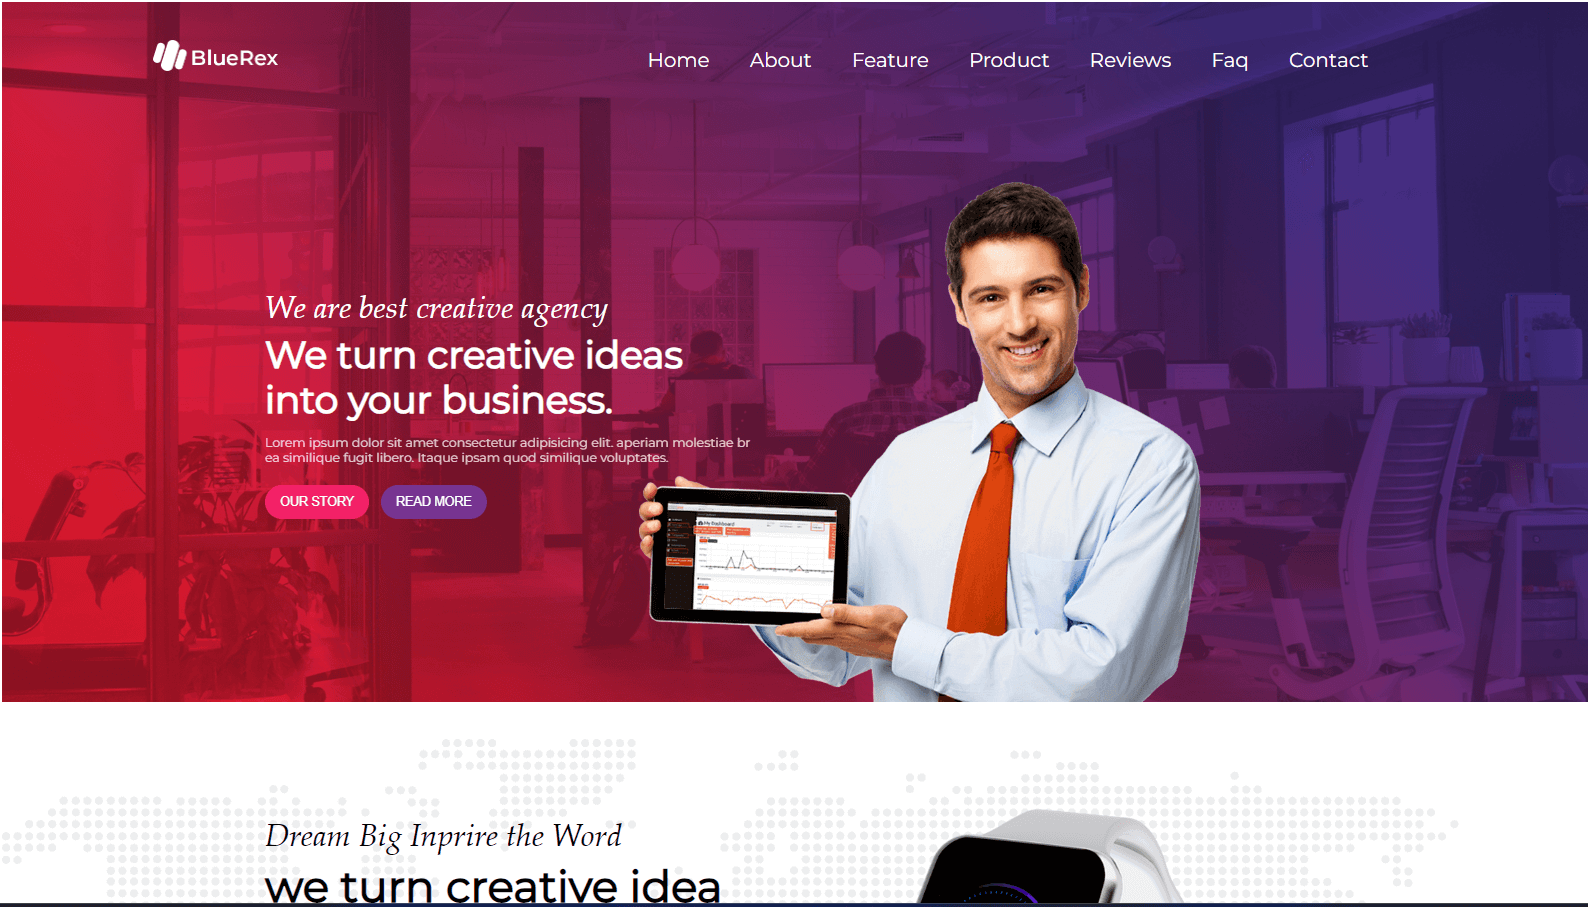 BlueRex
Home About Feature Product Reviews Faq Contact
We are best creative agency
We turn creative ideas
into your business.
Lorem ipsum dolor sit amet consectetur adipisicing elit. aperiam molestiae br
ea similique fugit libero. Itaque ipsam quod similique voluptates.
OUR STORY READ MORE
My Dashboard
Dream Big Inprire the Word
we turn creative idea